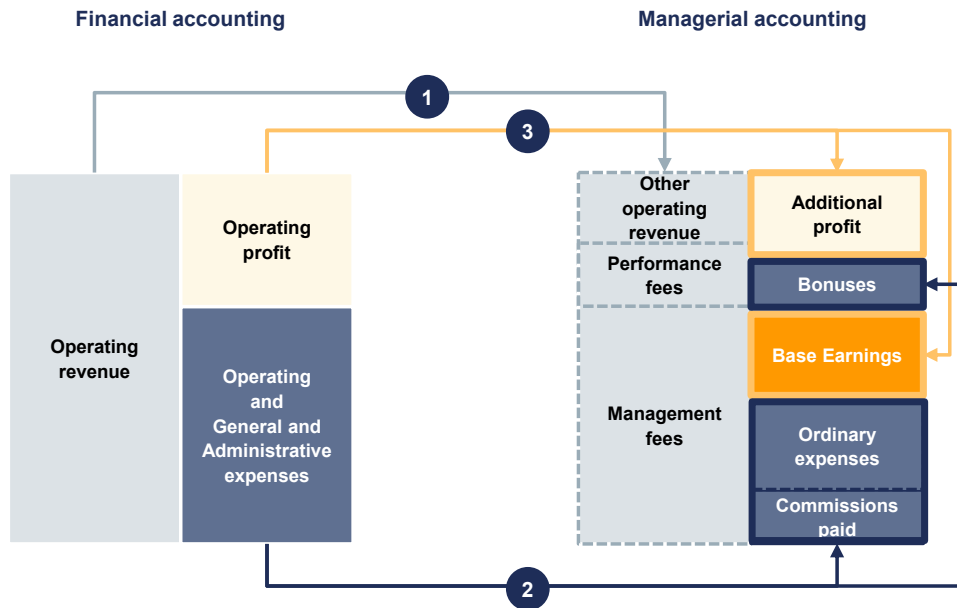 Financial accounting
Managerial accounting
1
3
Operating
revenue
Operating
profit
Operating
and
General and
Administrative
expenses
Other
operating
revenue
Performance
fees
Management
fees
Additional
profit
Bonuses
Base Earnings
Ordinary
expenses
Commissions
paid
2